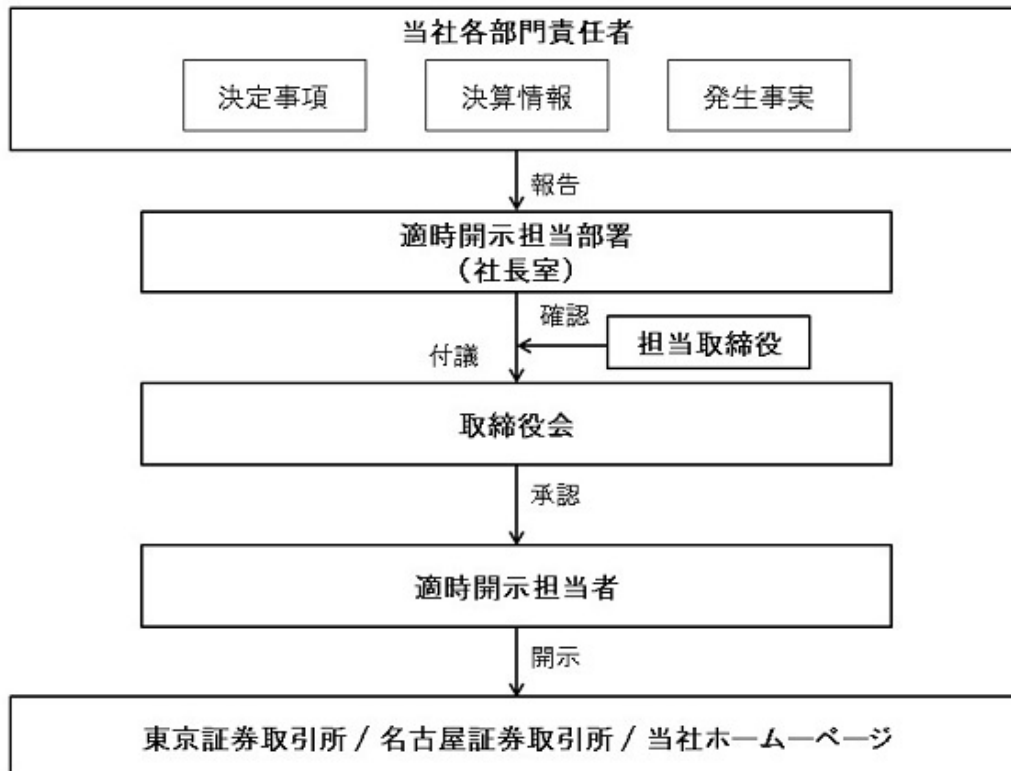 当社各部門責任者
決定事項
決算情報
発生事実
報告
適時開示担当部署
（社長室）
確認
担当取締役
付議
取締役会
承認
適時開示担当者
開示
東京証券取引所 / 名古屋証券取引所 / 当社ホームーページ